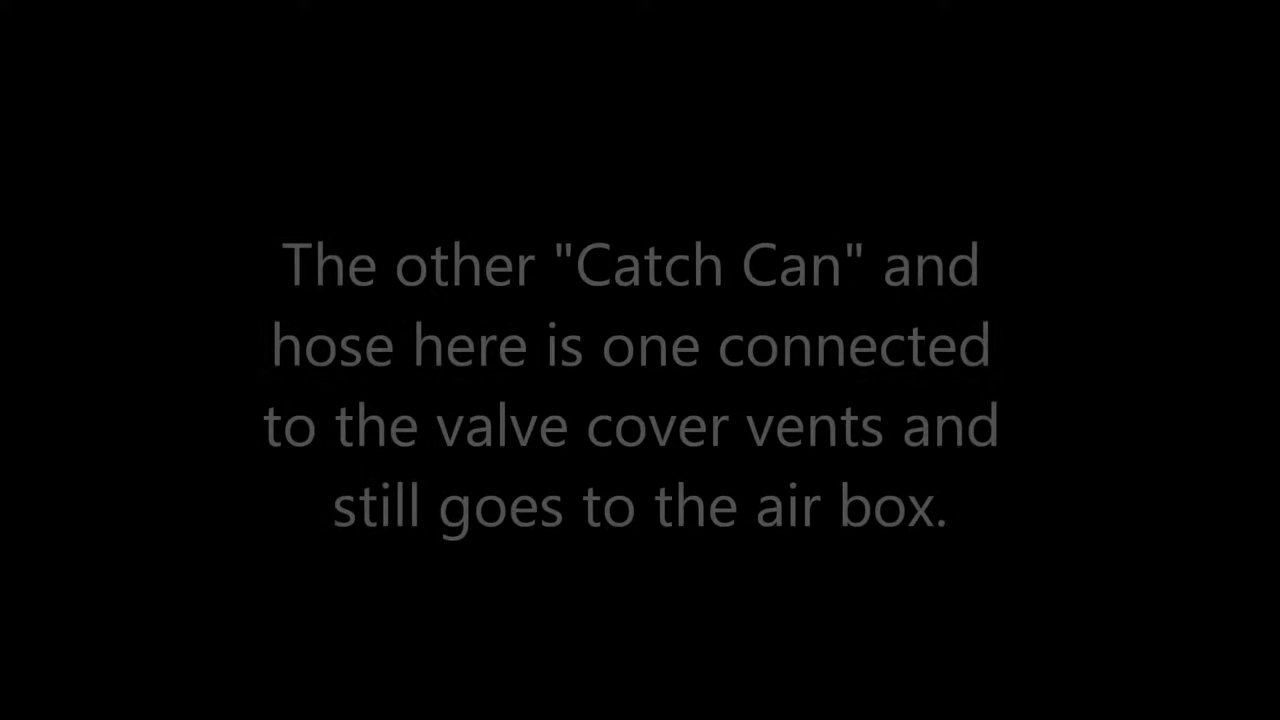 The other "Catch Can" and
hose here is one connected
to the valve cover vents and
still goes to the air box.